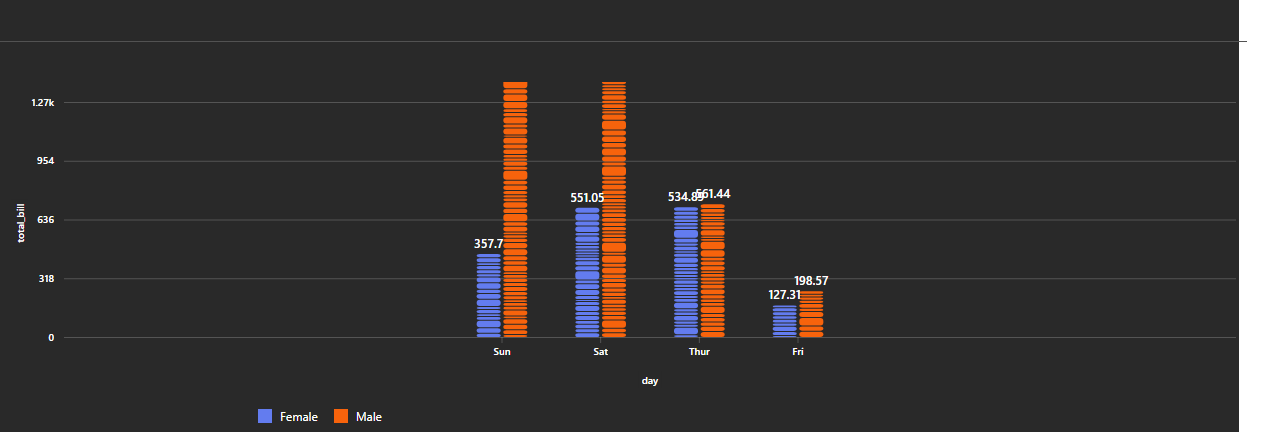 1.27k
954
636
318
0
total_bill
357.7
551.05
534.89
561.44
127.31
198.57
Sun Sat Thur Fri
day
Female Male